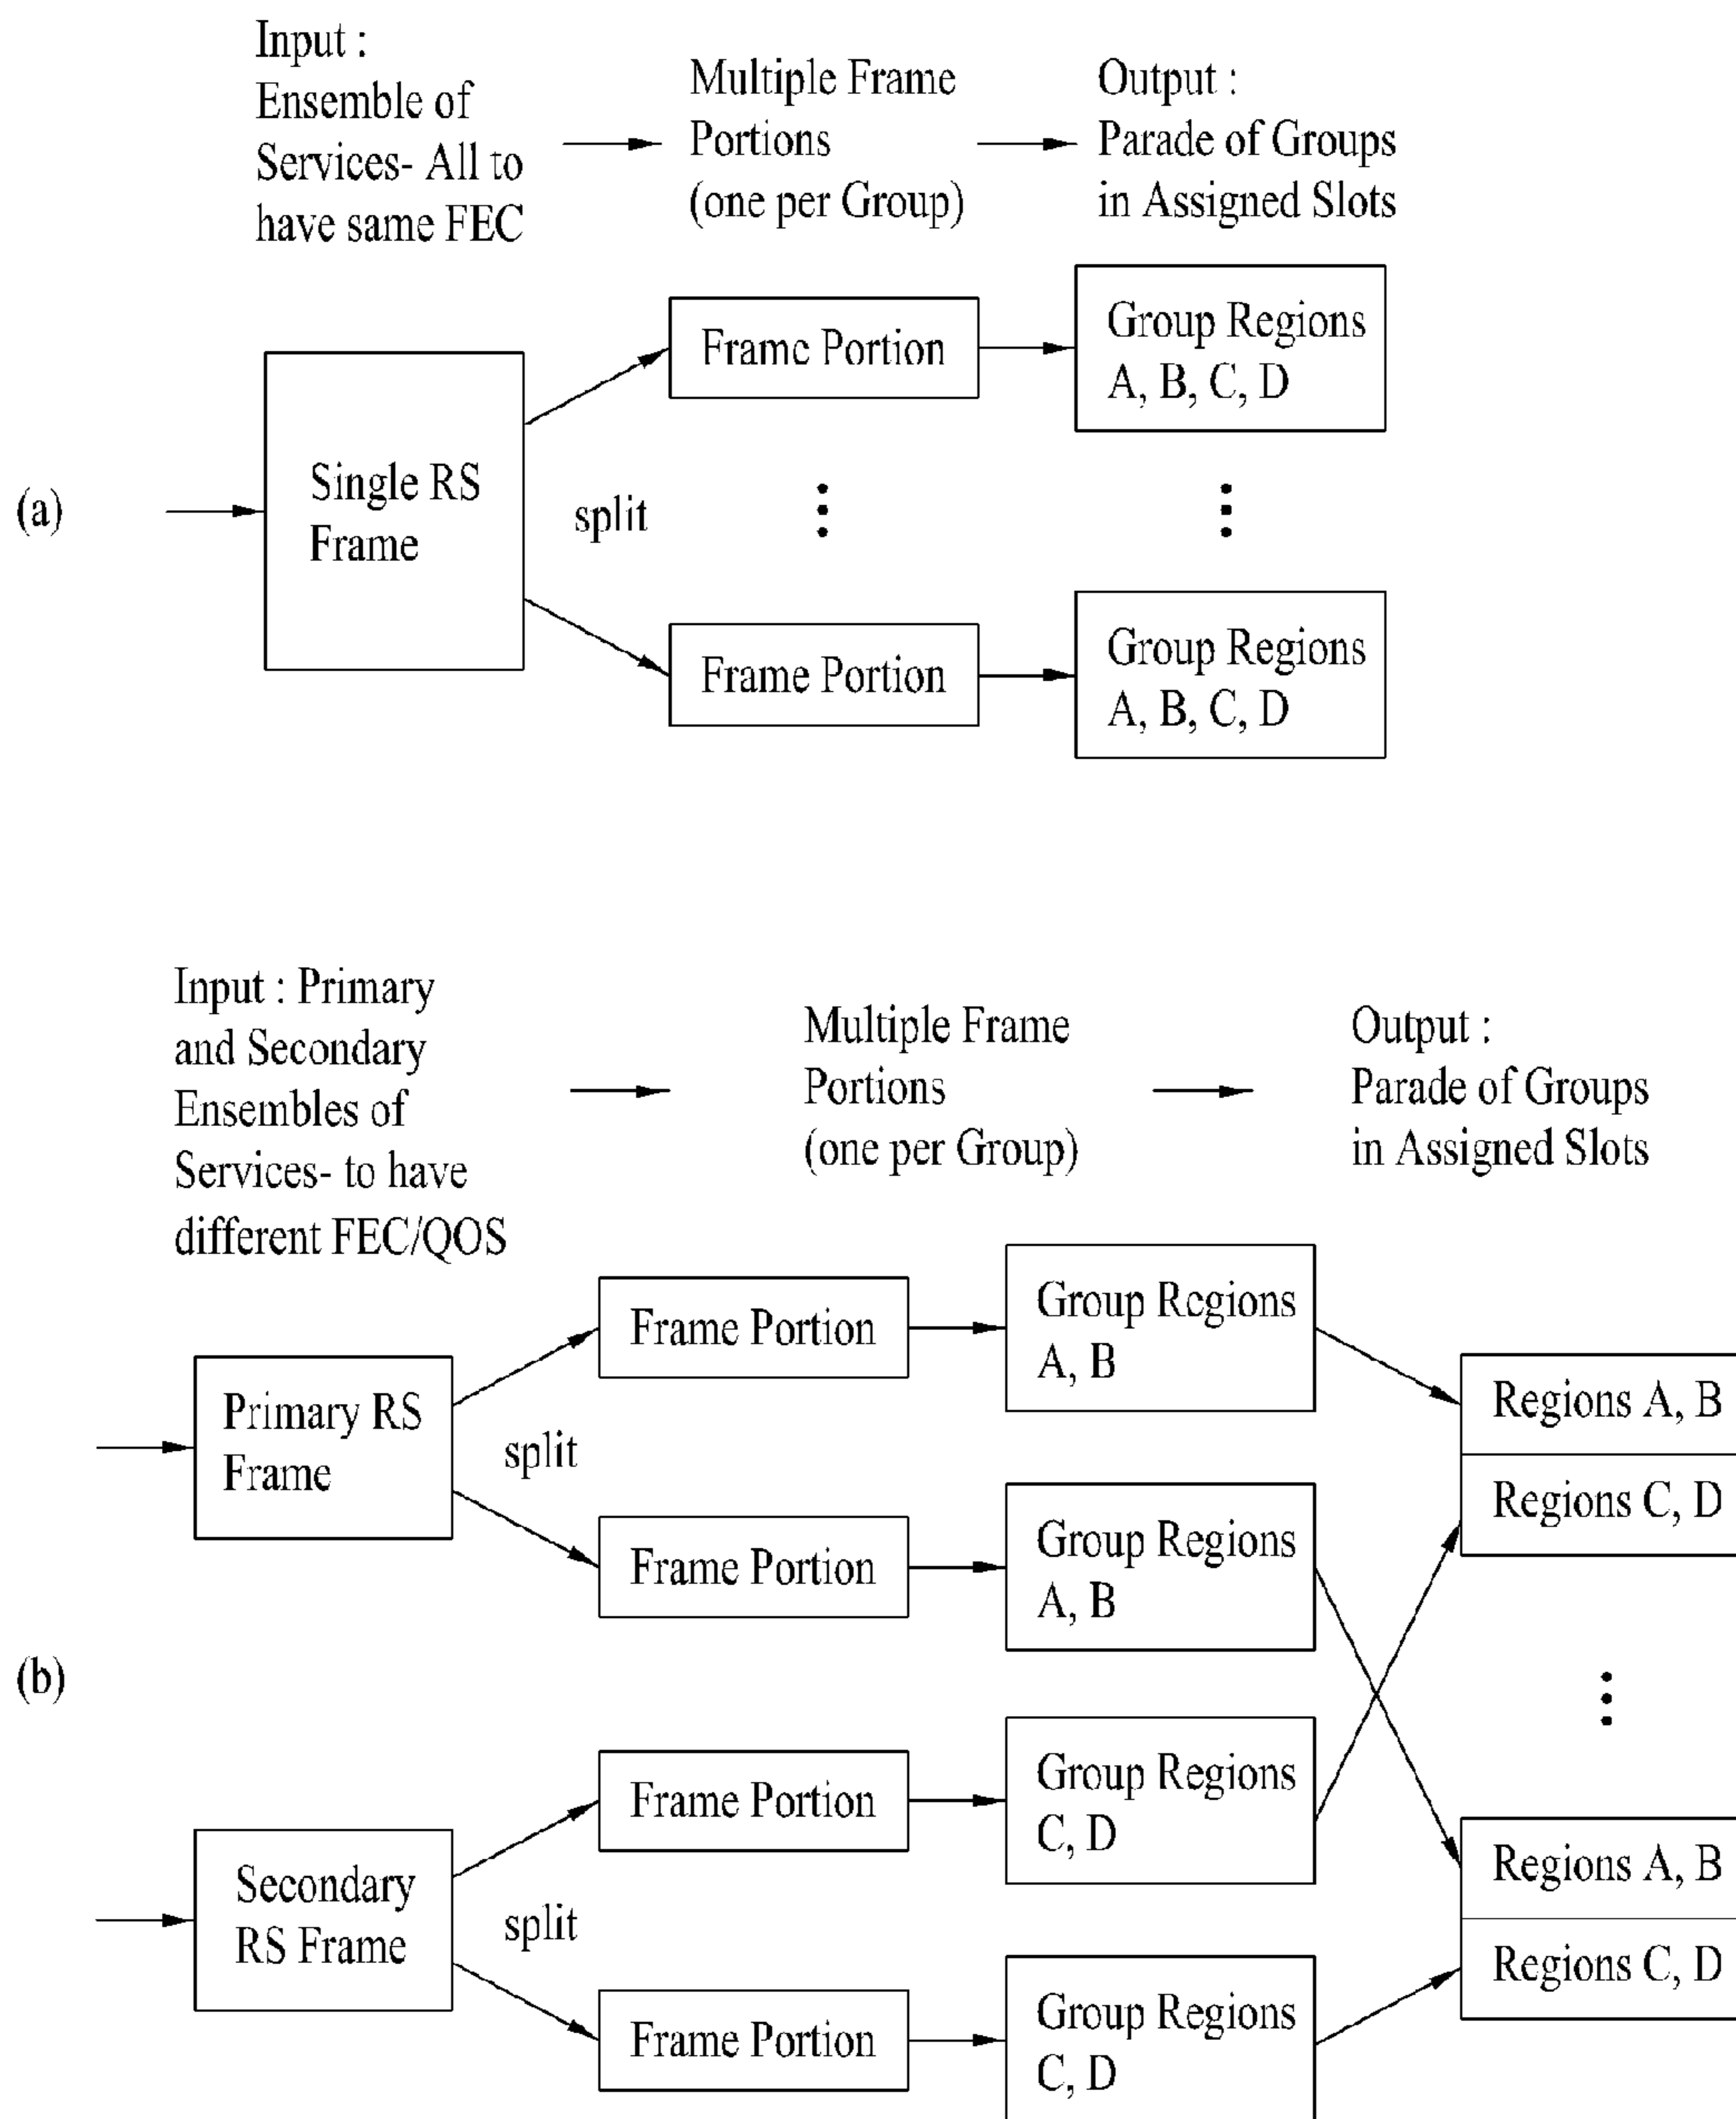 Input :
Ensemble of
Services- All to
have same FEC
Multiple Frame
Portions
(one per Group)
Output :
Parade of Groups
in Assigned Slots
(a)
Single RS
Frame
split
Frame Portion
Group Regions
A, B, C, D
Frame Portion
Group Regions
A, B, C, D
Input : Primary
and Secondary
Ensembles of
Services- to have
different FEC/QOS
Multiple Frame
Portions
(one per Group)
Output :
Parade of Groups
in Assigned Slots
(b)
Primary RS
Frame
split
Frame Portion
Group Regions
A, B
Frame Portion
Group Regions
A, B
Secondary
RS Frame
split
Frame Portion
Group Regions
C, D
Frame Portion
Group Regions
C, D
Regions A, B
Regions C, D
Regions A, B
Regions C, D